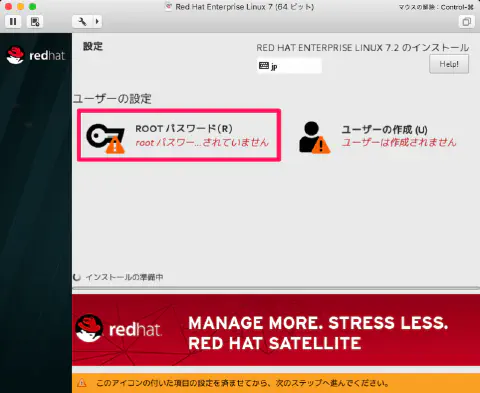 Red Hat Enterprise Linux 7 (64 ビット)
マウスの解除：Control-⌘
redhat
設定
RED HAT ENTERPRISE LINUX 7.2 のインストール
jp
Help!
ユーザーの設定
ROOT パスワード(R)
root パスワー...されていません
ユーザーの作成 (U)
ユーザーは作成されません
インストールの準備中
redhat.
MANAGE MORE. STRESS LESS.
RED HAT SATELLITE
このアイコンの付いた項目の設定を済ませてから、次のステップへ進んでください。